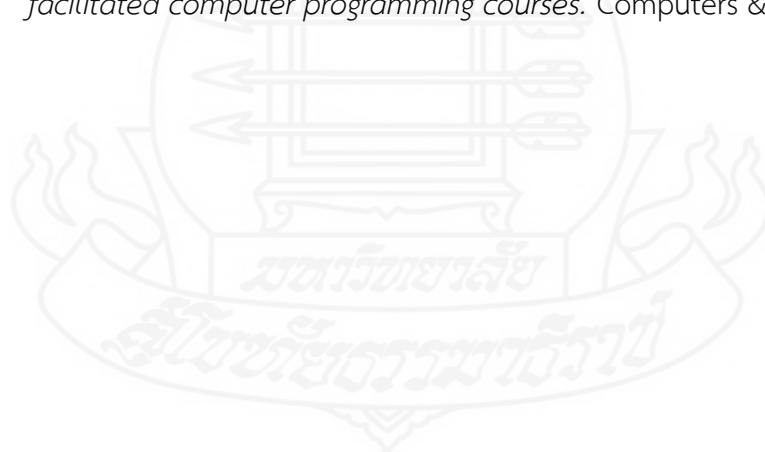 facilitated computer programming courses. Computers &
มหาวิทยาลัย
สุโขทัยธรรมาธิราช